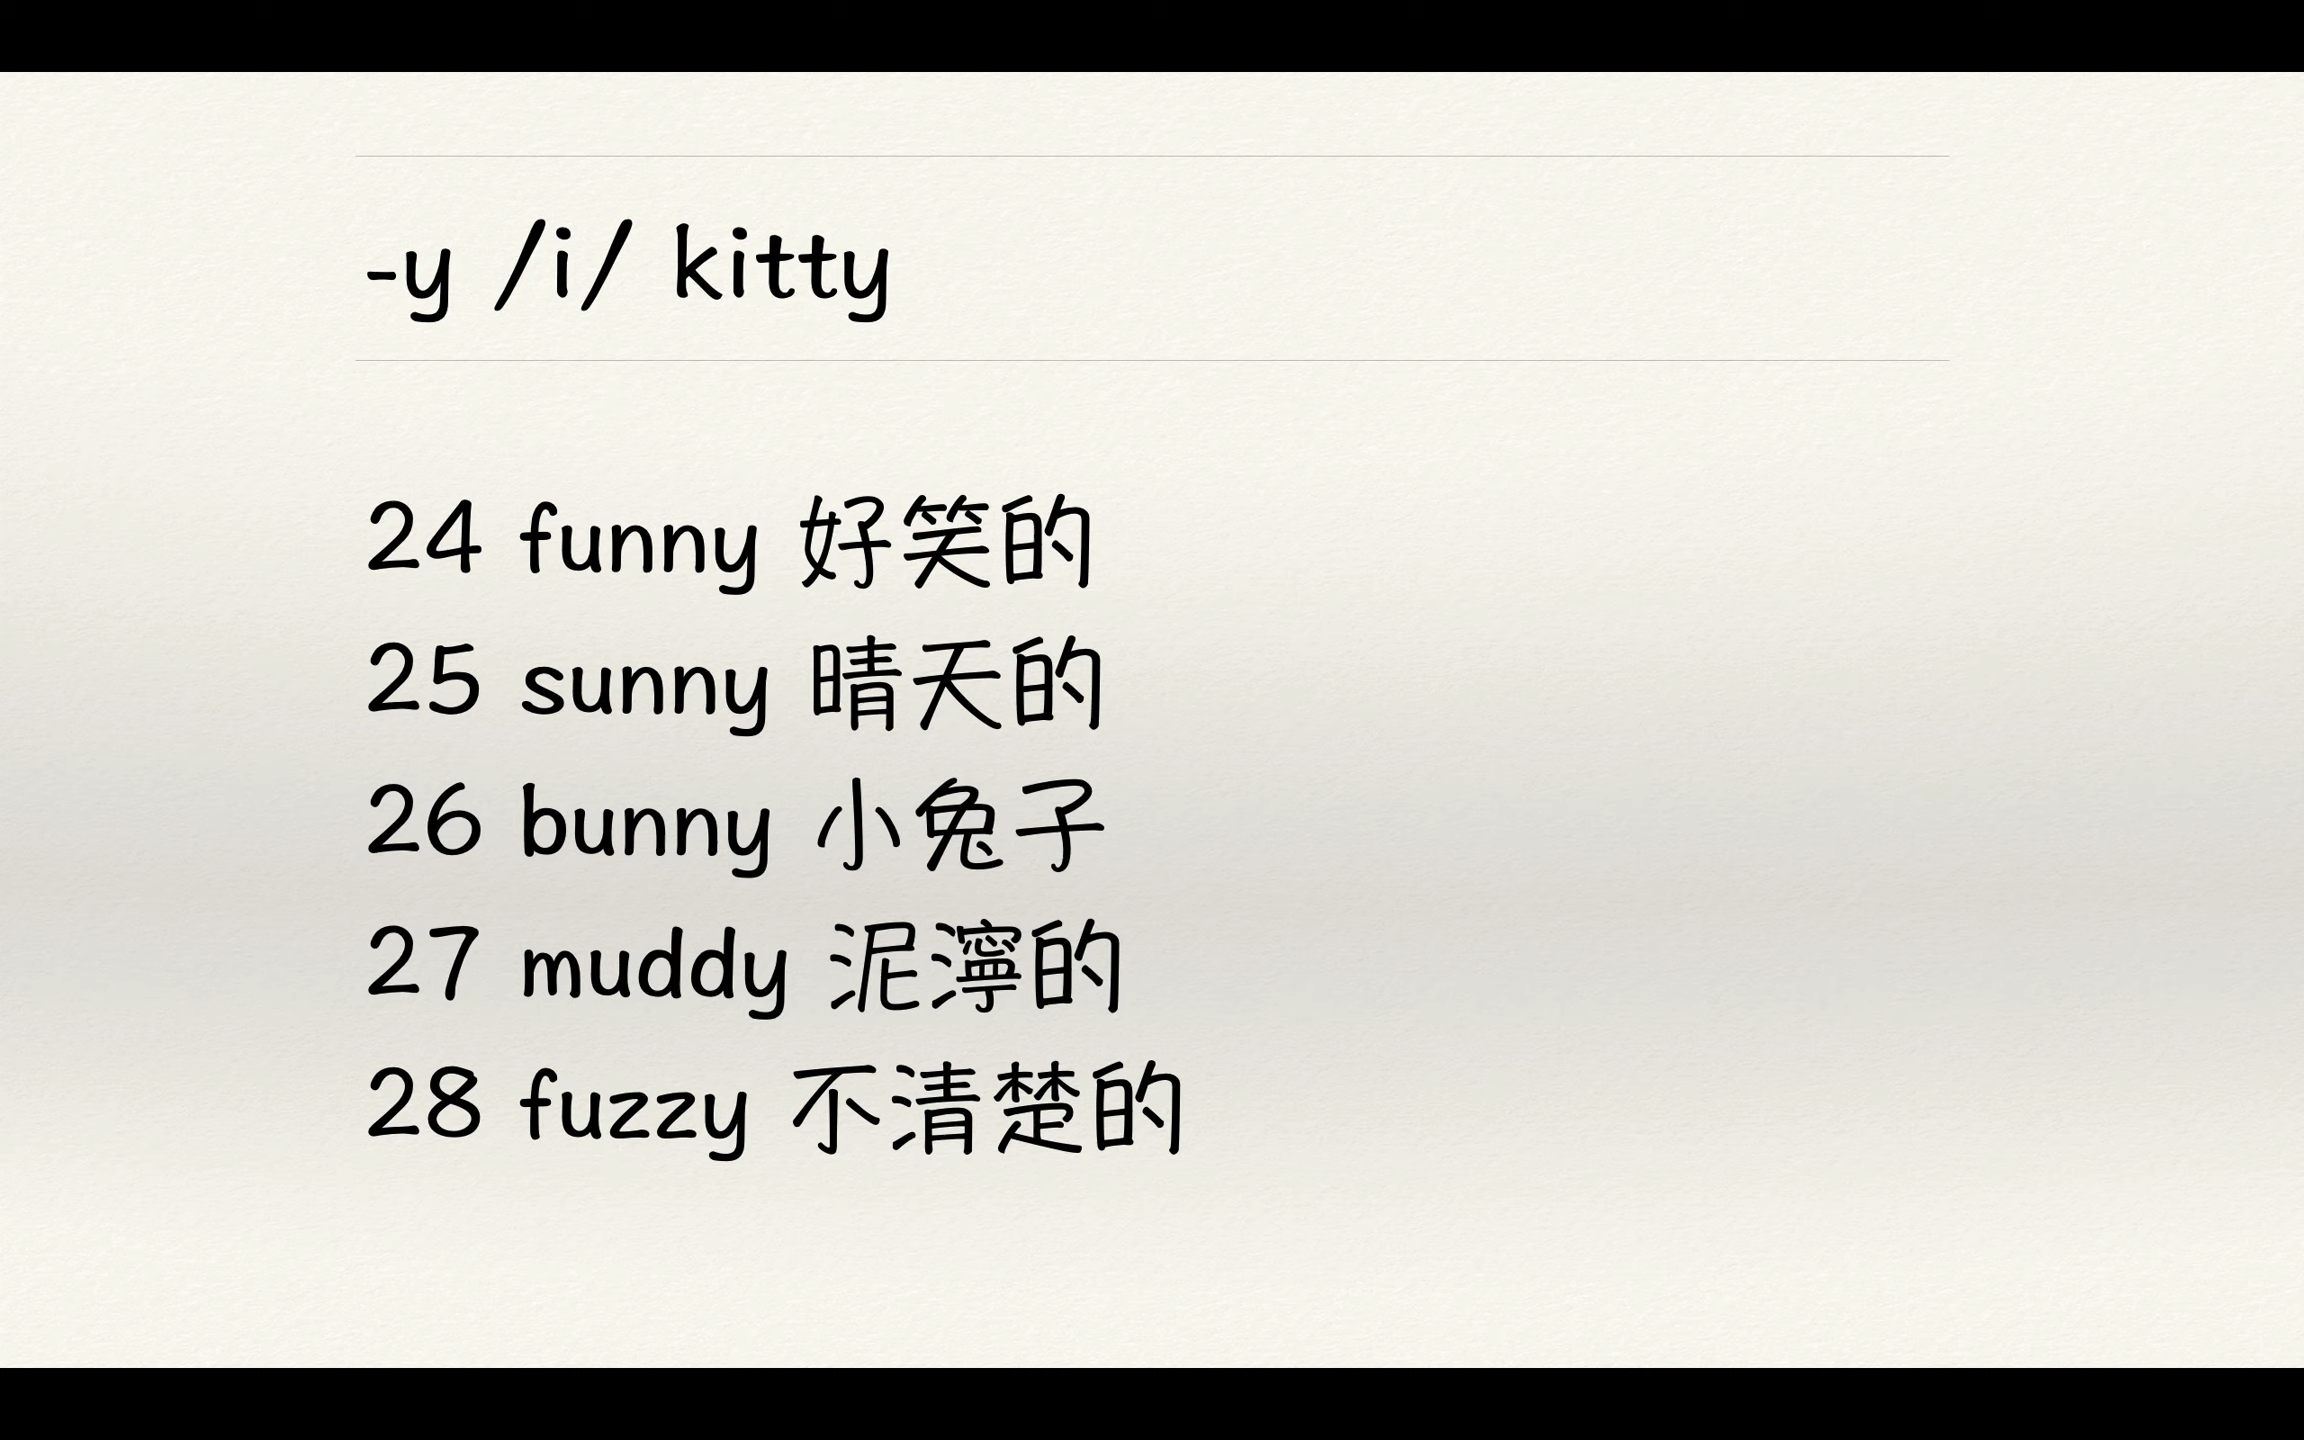 -y /i/ kitty
24 funny 好笑的
25 sunny 晴天的
26 bunny 小兔子
27 muddy 泥濘的
28 fuzzy 不清楚的